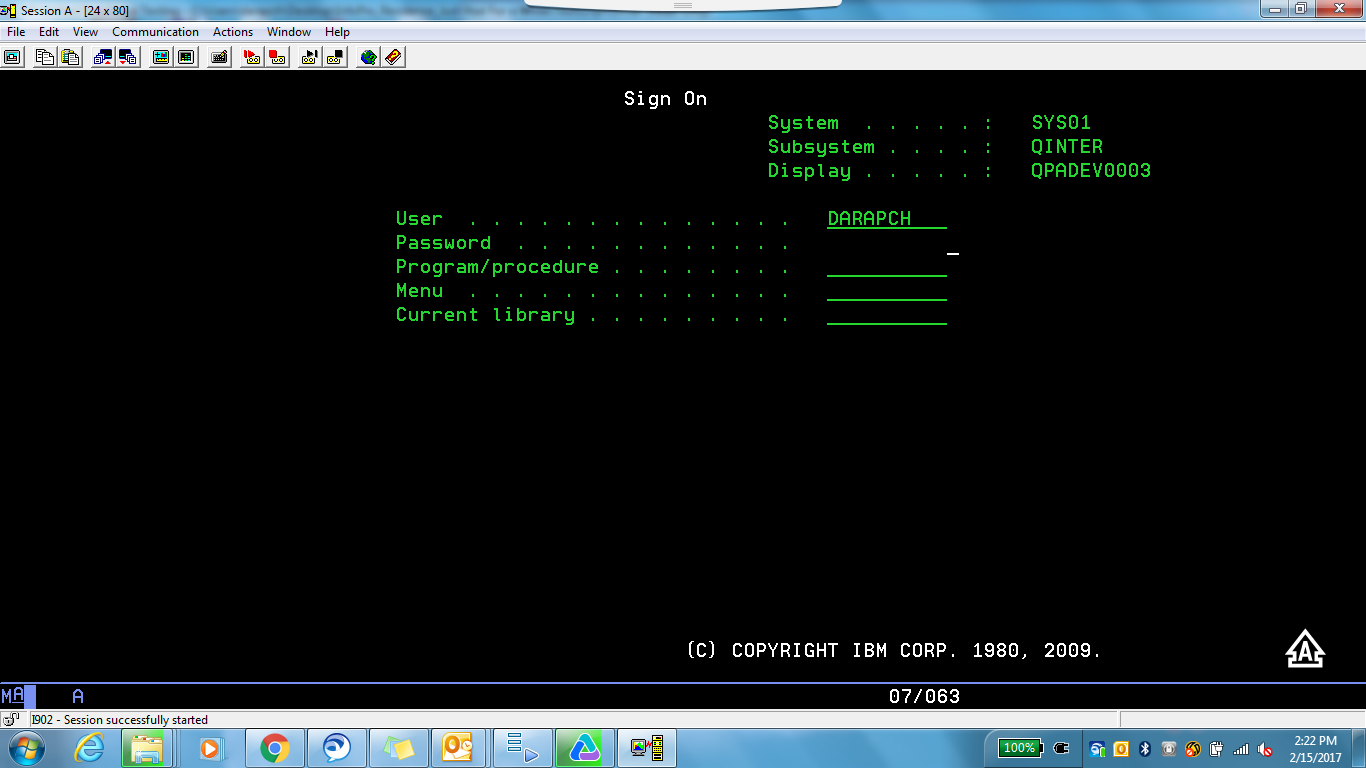 Session A - [24 x 80]
File Edit View Communication Actions Window Help
Sign On
System . . . . . : SYS01
Subsystem . . . . : QINTER
Display . . . . . : QPADEV0003
User . . . . . . . . . . . . . . DARAPCH
Password . . . . . . . . . . . .
Program/procedure . . . . . . . .
Menu . . . . . . . . . . . . . .
Current library . . . . . . . . .
(C) COPYRIGHT IBM CORP. 1980, 2009.
A
MA A 07/063
I902 - Session successfully started
100%
2:22 PM
2/15/2017